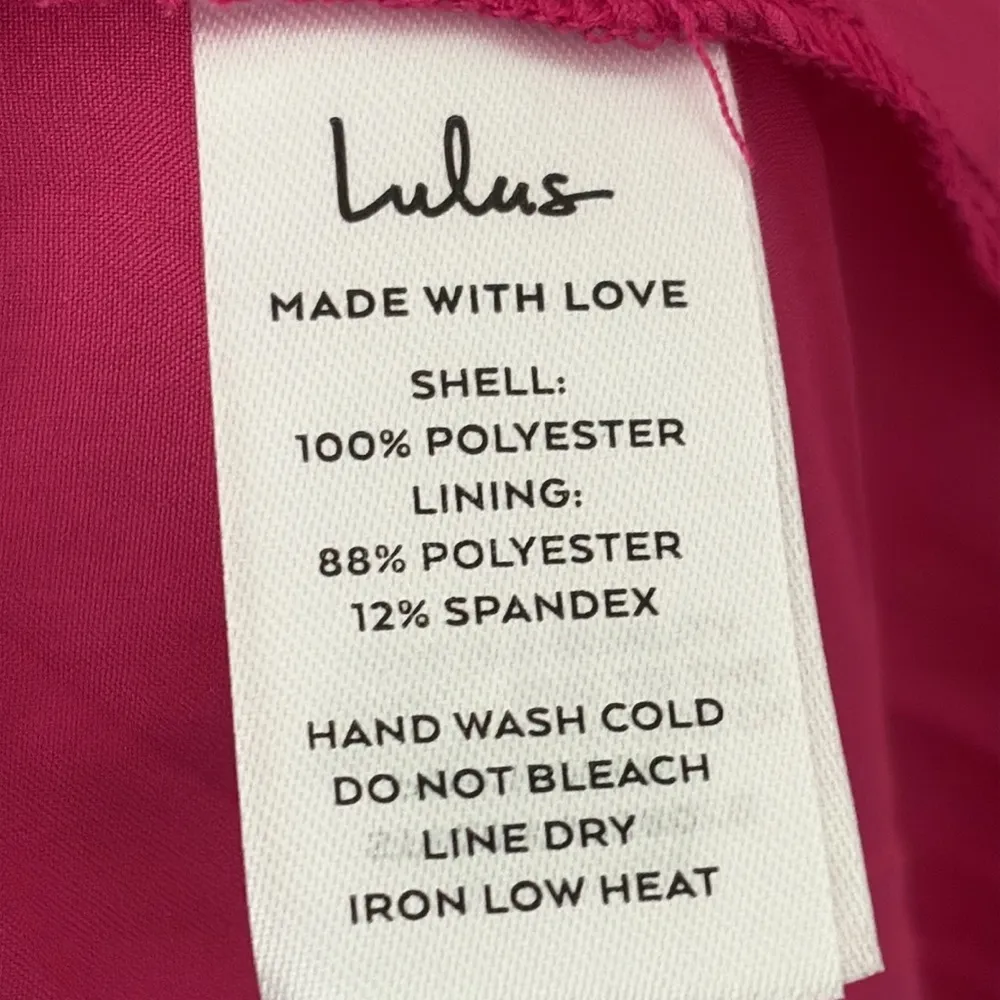 Lulus
MADE WITH LOVE
SHELL:
100% POLYESTER
LINING:
88% POLYESTER
12% SPANDEX
HAND WASH COLD
DO NOT BLEACH
LINE DRY
IRON LOW HEAT